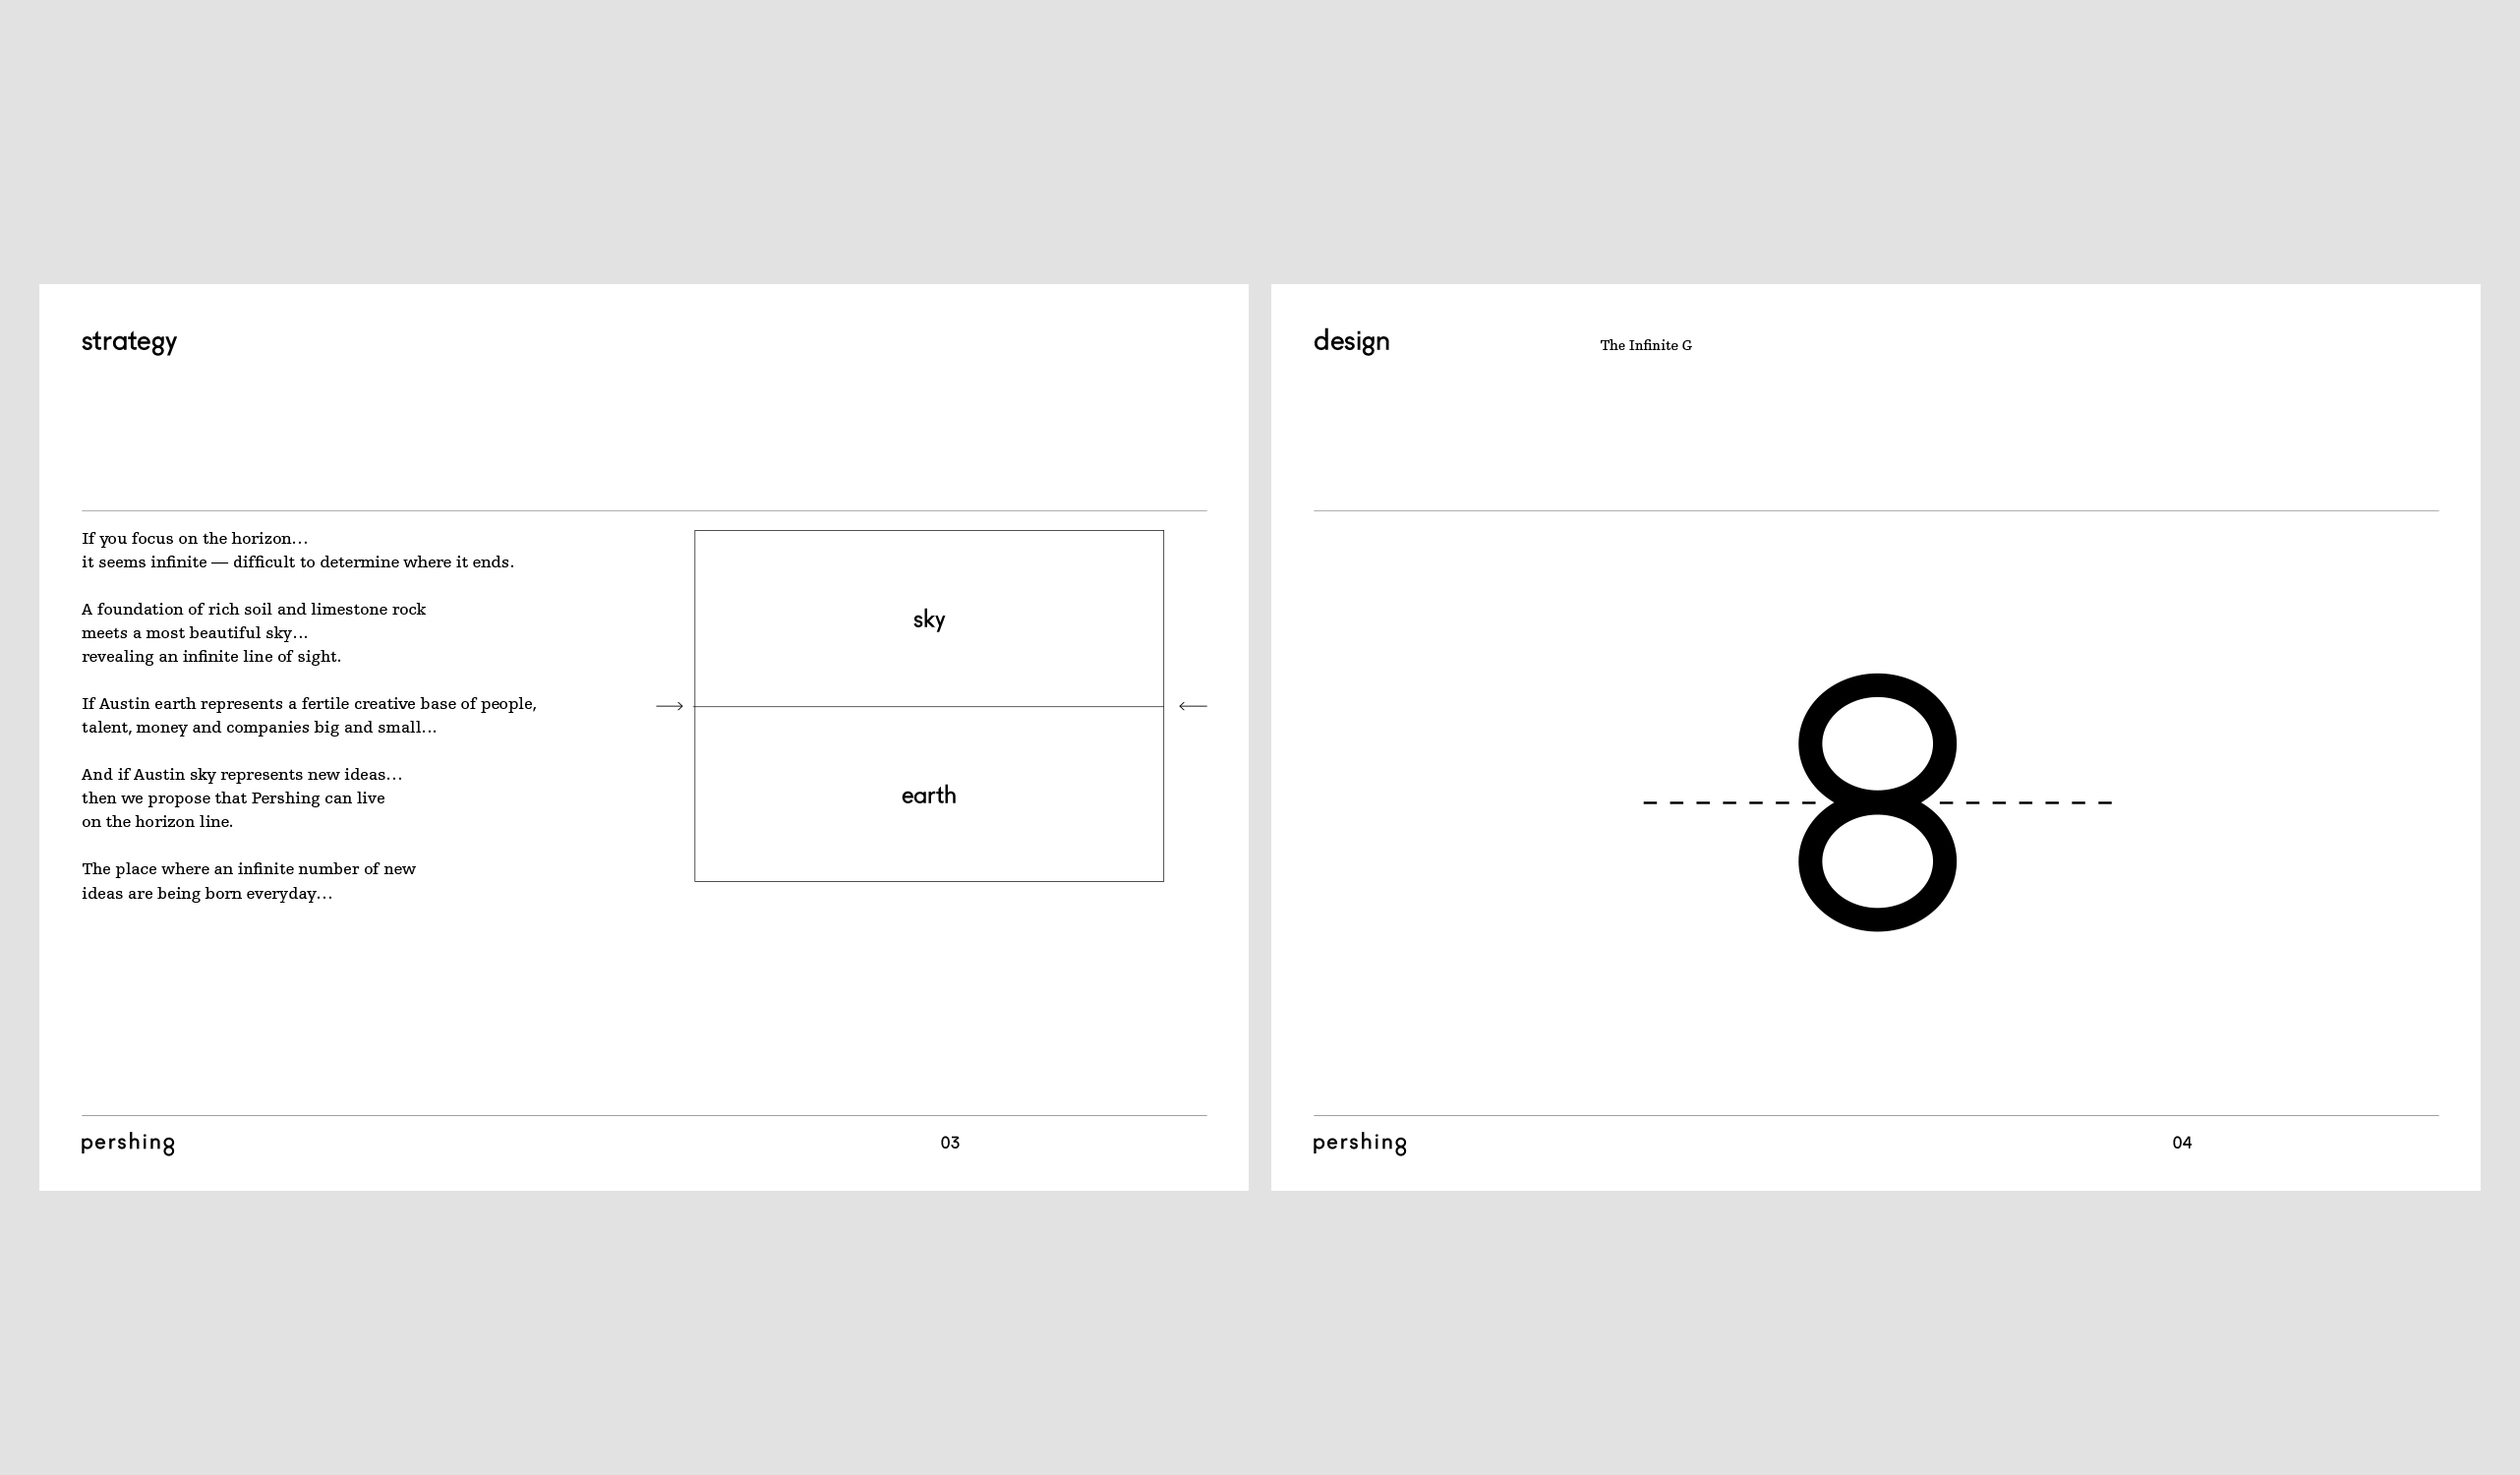 strategy
If you focus on the horizon...
it seems infinite — difficult to determine where it ends.
A foundation of rich soil and limestone rock
meets a most beautiful sky...
revealing an infinite line of sight.
If Austin earth represents a fertile creative base of people,
talent, money and companies big and small...
And if Austin sky represents new ideas...
then we propose that Pershing can live
on the horizon line.
The place where an infinite number of new
ideas are being born everyday...
sky
earth
pershing
03
design
The Infinite G
8
pershing
04